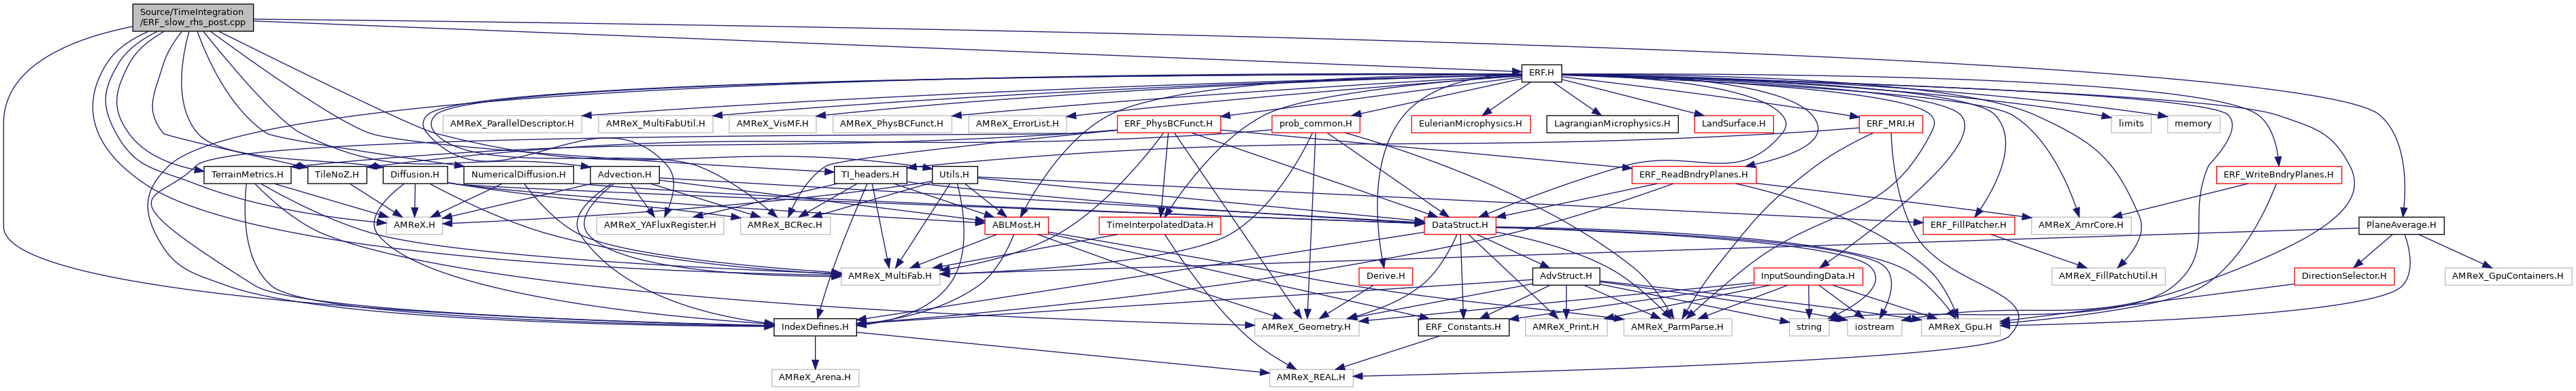 Source/TimeIntegration
/ERF_slow_rhs_post.cpp
ERF.H
AMReX_ParallelDescriptor.H
AMReX_MultiFabUtil.H
AMReX_VisMF.H
AMReX_PhysBCFunct.H
AMReX_ErrorList.H
ERF_PhysBCFunct.H
prob_common.H
EulerianMicrophysics.H
LagrangianMicrophysics.H
LandSurface.H
ERF_MRI.H
limits
memory
TerrainMetrics.H
TileNoZ.H
Diffusion.H
NumericalDiffusion.H
Advection.H
TI_headers.H
Utils.H
ERF_ReadBndryPlanes.H
ERF_WriteBndryPlanes.H
AMReX.H
AMReX_YAFluxRegister.H
AMReX_BCRec.H
ABLMost.H
TimeInterpolatedData.H
DataStruct.H
ERF_FillPatcher.H
AMReX_AmrCore.H
PlaneAverage.H
AMReX_MultiFab.H
Derive.H
AdvStruct.H
InputSoundingData.H
AMReX_FillPatchUtil.H
DirectionSelector.H
AMReX_GpuContainers.H
IndexDefines.H
AMReX_Geometry.H
ERF_Constants.H
AMReX_Print.H
AMReX_ParmParse.H
string
iostream
AMReX_Gpu.H
AMReX_Arena.H
AMReX_REAL.H